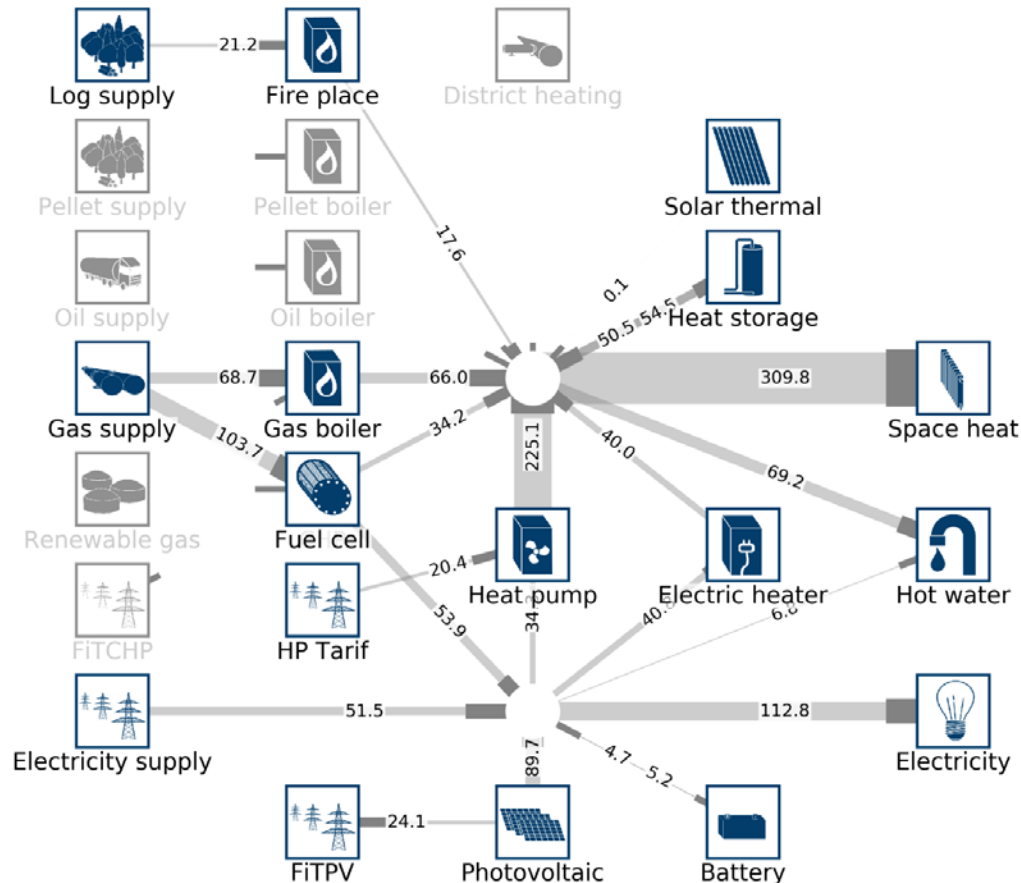 21.2
Log supply
Fire place
District heating
Pellet supply
Pellet boiler
Solar thermal
17.6
Oil supply
Oil boiler
0.1
50.5
54.5
Heat storage
68.7
66.0
309.8
Gas supply
Gas boiler
Space heat
34.2
103.7
225.1
40.0
69.2
Renewable gas
Fuel cell
20.4
Heat pump
Electric heater
Hot water
53.9
FiTCHP
HP Tarif
6.8
51.5
112.8
Electricity supply
Electricity
89.7
4.7
5.2
24.1
FiTPV
Photovoltaic
Battery